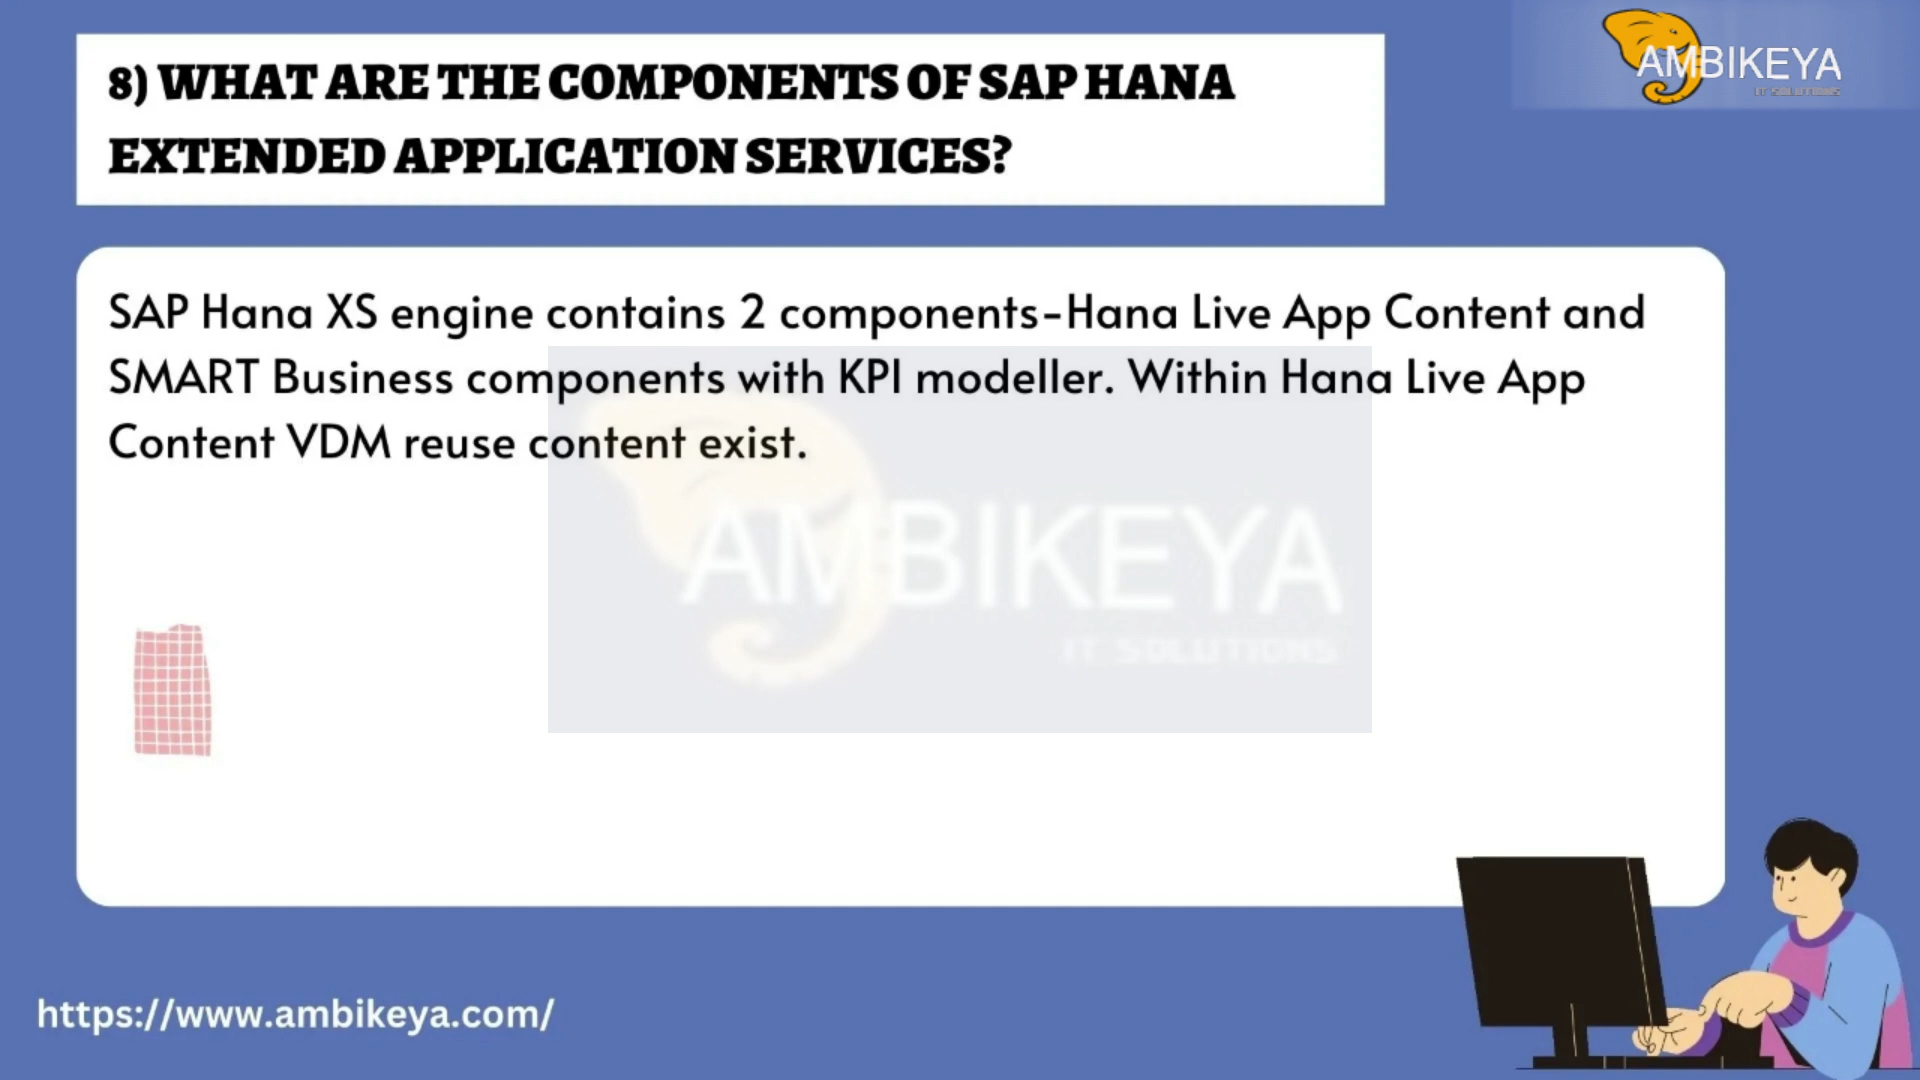 8) WHAT ARE THE COMPONENTS OF SAP HANA
EXTENDED APPLICATION SERVICES?
AMBIKEYA
IT SOLUTIONS
SAP Hana XS engine contains 2 components-Hana Live App Content and
SMART Business components with KPI modeller. Within Hana Live App
Content VDM reuse content exist.
AMBIKEYA
IT SOLUTIONS
https://www.ambikeya.com/